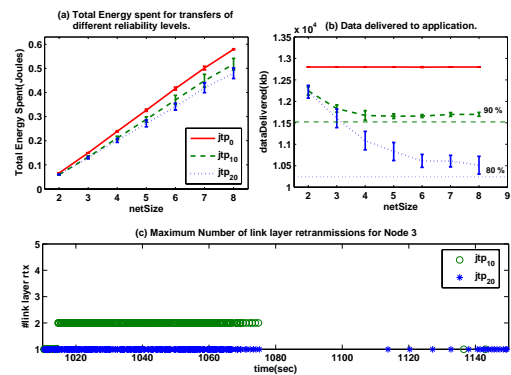 (a) Total Energy spent for transfers of
different reliability levels.
Total Energy Spent(Joules)
0.6
0.5
0.4
0.3
0.2
0.1
0
2 3 4 5 6 7 8
netSize
jtp0
jtp10
jtp20
(b) Data delivered to application.
x 10^4
dataDelivered(kb)
1.35
1.3
1.25
1.2
1.15
1.1
1.05
1
2 3 4 5 6 7 8 9
netSize
90 %
80 %
(c) Maximum Number of link layer retranmissions for Node 3
#link layer rtx
5
4
3
2
1
1020 1040 1060 1080 1100 1120 1140
time(sec)
jtp10
jtp20